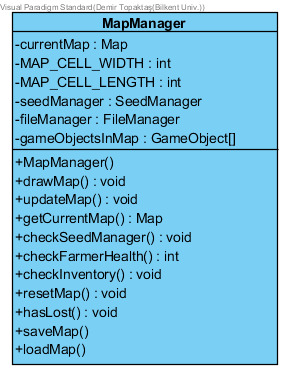 Visual Paradigm Standard(Demir Topaktaş(Bilkent Univ.))
MapManager
-currentMap : Map
-MAP_CELL_WIDTH : int
-MAP_CELL_LENGTH : int
-seedManager : SeedManager
-fileManager : FileManager
-gameObjectsInMap : GameObject[]
+MapManager()
+drawMap() : void
+updateMap() : void
+getCurrentMap() : Map
+checkSeedManager() : void
+checkFarmerHealth() : int
+checkInventory() : void
+resetMap() : void
+hasLost() : void
+saveMap()
+loadMap()